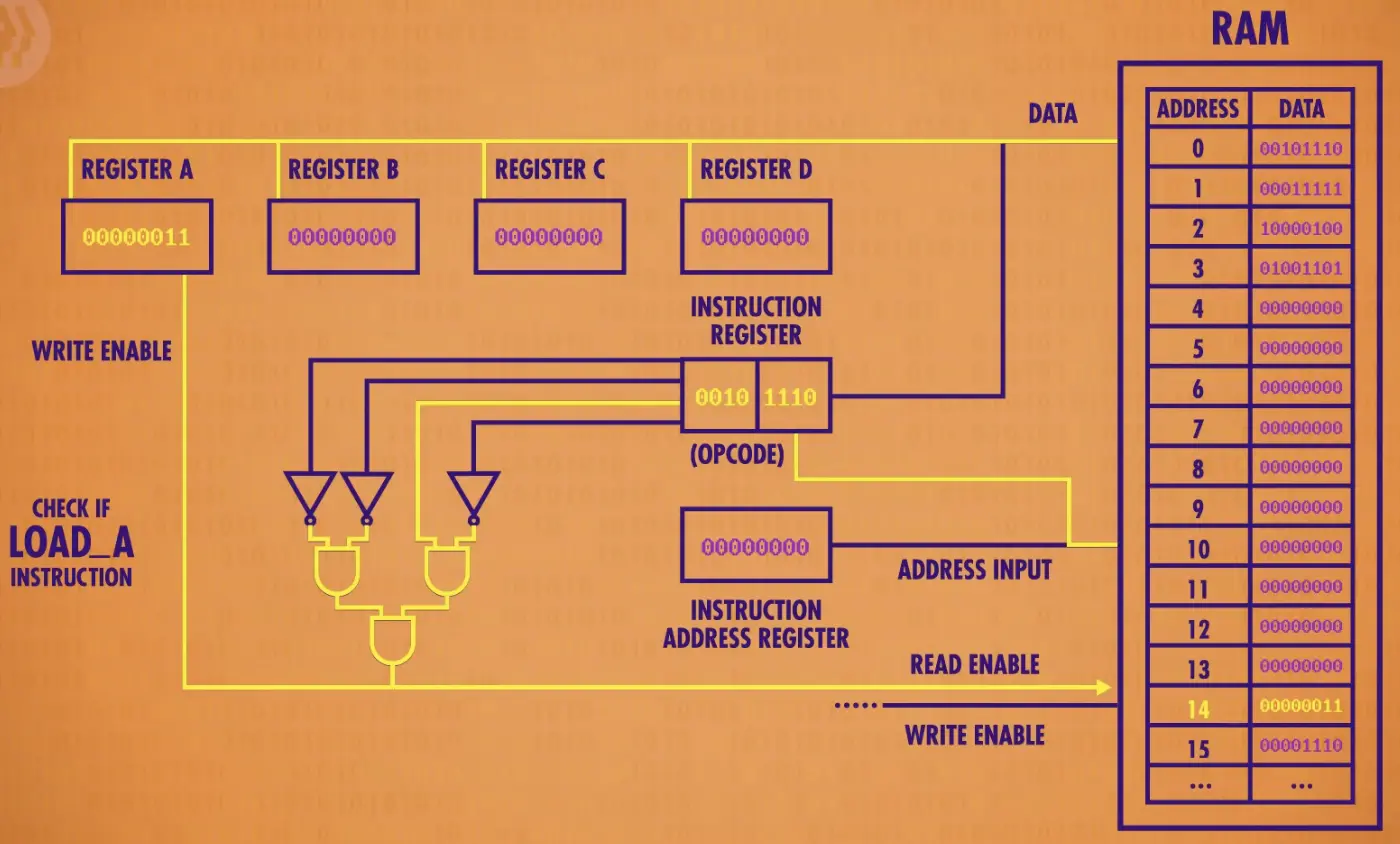 RAM
DATA
ADDRESS DATA
0 00101110
1 00011111
2 10000100
3 01001101
4 00000000
5 00000000
6 00000000
7 00000000
8 00000000
9 00000000
10 00000000
11 00000000
12 00000000
13 00000000
14 00000011
15 00001110
... ...
REGISTER A
00000011
REGISTER B
00000000
REGISTER C
00000000
REGISTER D
00000000
WRITE ENABLE
INSTRUCTION
REGISTER
0010 1110
(OPCODE)
CHECK IF
LOAD_A
INSTRUCTION
00000000
ADDRESS INPUT
INSTRUCTION
ADDRESS REGISTER
READ ENABLE
WRITE ENABLE